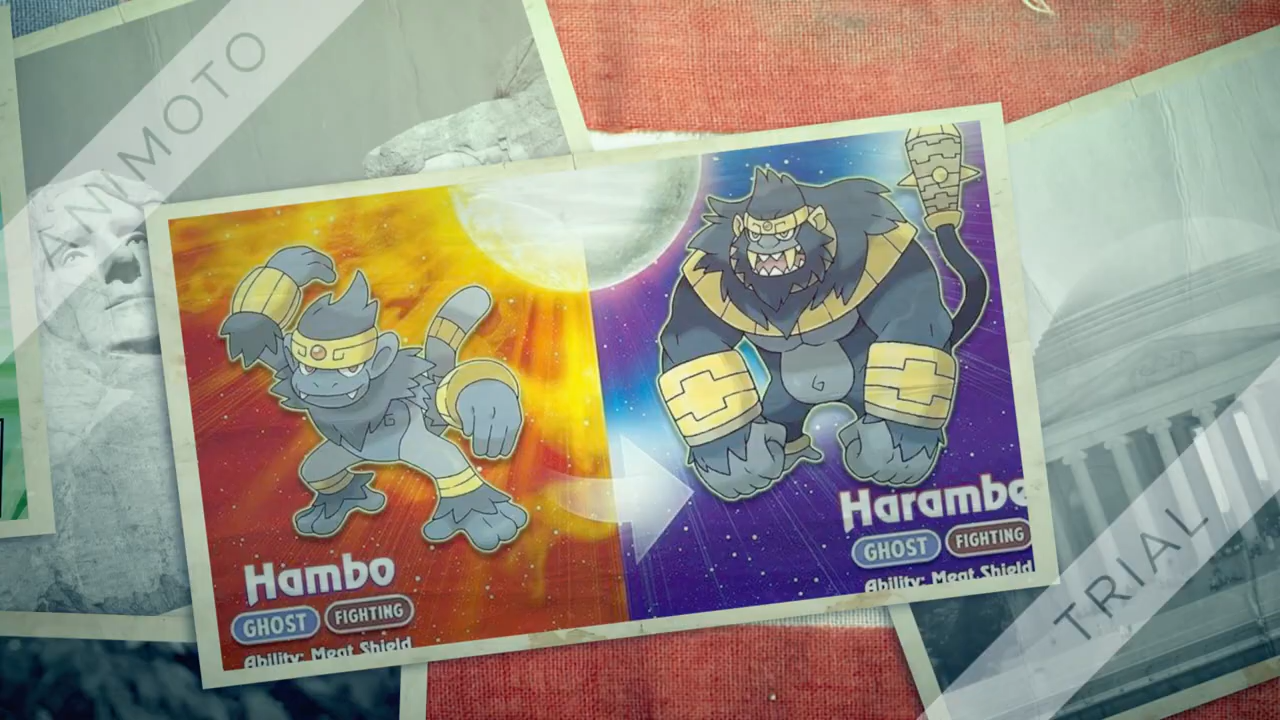 ANIMOTO
Hambo
GHOST FIGHTING
Ability: Meat Shield
Harambe
GHOST FIGHTING
Ability: Meat Shield
TRIAL